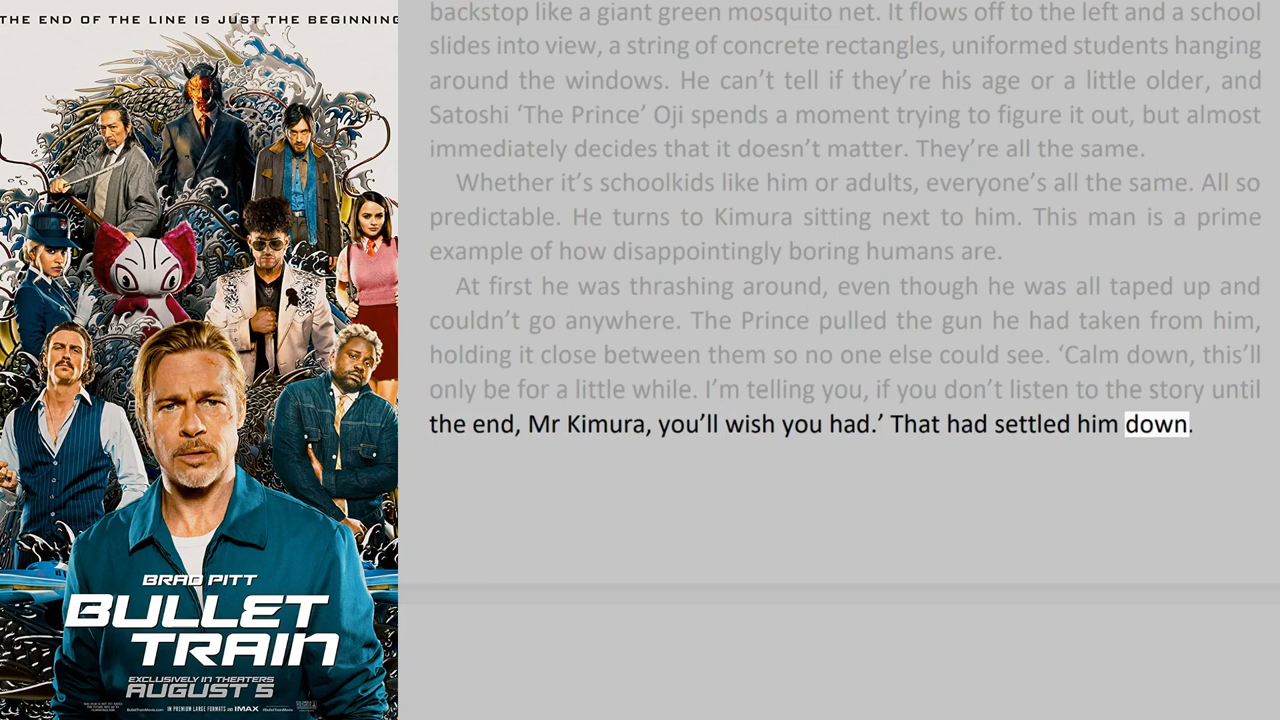 THE END OF THE LINE IS JUST THE BEGINNING
BRAD PITT
BULLET
TRAIN
EXCLUSIVELY IN THEATERS
AUGUST 5
BulletTrainMovie.com
IN PREMIUM LARGE FORMATS AND IMAX
#BulletTrainMovie
backstop like a giant green mosquito net. It flows off to the left and a school
slides into view, a string of concrete rectangles, uniformed students hanging
around the windows. He can’t tell if they’re his age or a little older, and
Satoshi ‘The Prince’ Oji spends a moment trying to figure it out, but almost
immediately decides that it doesn’t matter. They’re all the same.
Whether it’s schoolkids like him or adults, everyone’s all the same. All so
predictable. He turns to Kimura sitting next to him. This man is a prime
example of how disappontingly boring humans are.
At first he was thrashing around, even though he was all taped up and
couldn’t go anywhere. The Prince pulled the gun he had taken from him,
holding it close between them so no one else could see. ‘Calm down, this’ll
only be for a little while. I’m telling you, if you don’t listen to the story until
the end, Mr Kimura, you’ll wish you had.’ That had settled him down.